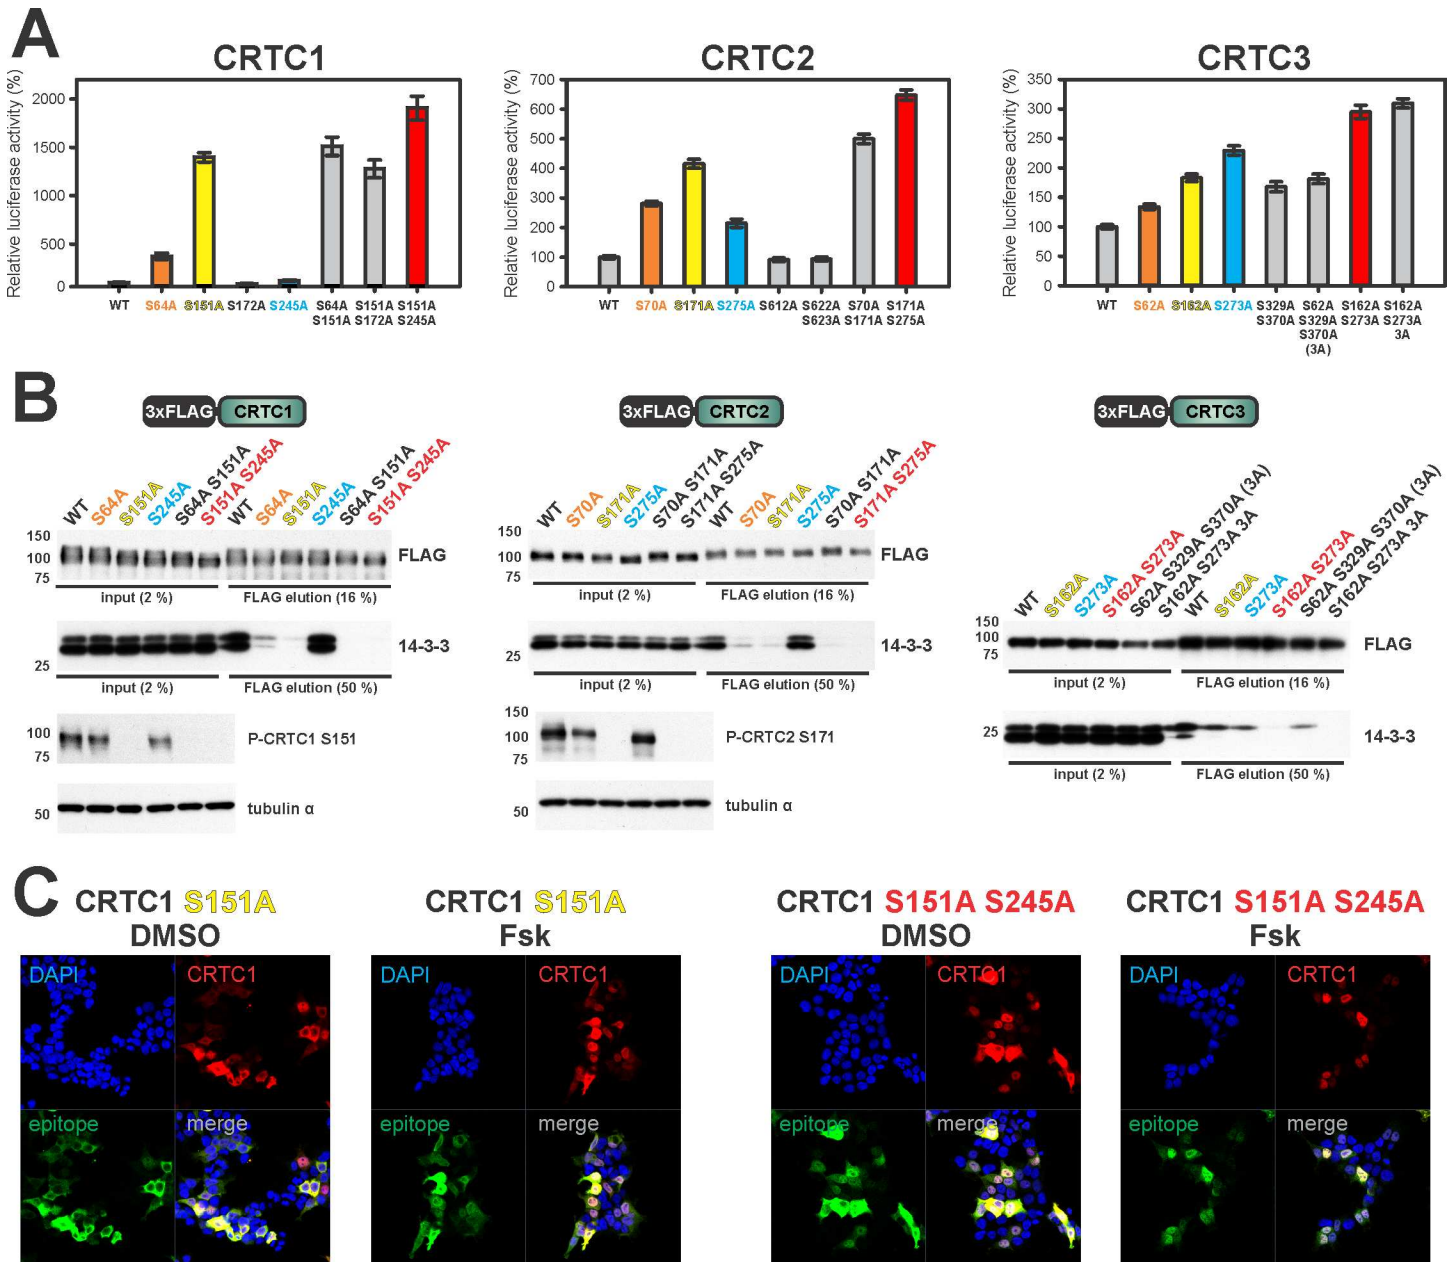 A
CRTC1
CRTC2
CRTC3
Relative luciferase activity (%)
2000
1500
1000
500
0
WT
S64A
S151A
S172A
S245A
S64A S151A
S151A S172A
S151A S245A
Relative luciferase activity (%)
700
600
500
400
300
200
100
0
WT
S70A
S171A
S275A
S612A
S622A S623A
S70A S171A
S171A S275A
Relative luciferase activity (%)
350
300
250
200
150
100
50
0
WT
S62A
S162A
S273A
S329A S370A
S62A S329A S370A (3A)
S162A S273A
S162A S273A 3A
B
3xFLAG CRTC1
WT
S64A
S151A
S245A
S64A S151A
S151A S245A
WT
S64A
S151A
S245A
S64A S151A
S151A S245A
150
100
75
FLAG
input (2 %)
FLAG elution (16 %)
25
14-3-3
input (2 %)
FLAG elution (50 %)
100
75
P-CRTC1 S151
50
tubulin α
3xFLAG CRTC2
WT
S70A
S171A
S275A
S70A S171A
S171A S275A
WT
S70A
S171A
S275A
S70A S171A
S171A S275A
150
100
75
FLAG
input (2 %)
FLAG elution (16 %)
25
14-3-3
input (2 %)
FLAG elution (50 %)
150
100
75
P-CRTC2 S171
50
tubulin α
3xFLAG CRTC3
WT
S162A
S273A
S162A S273A
S62A S329A S370A (3A)
S162A S273A 3A
WT
S162A
S273A
S162A S273A
S62A S329A S370A (3A)
S162A S273A 3A
150
100
75
FLAG
input (2 %)
FLAG elution (16 %)
25
14-3-3
input (2 %)
FLAG elution (50 %)
C
CRTC1 S151A
DMSO
DAPI
CRTC1
epitope
merge
CRTC1 S151A
Fsk
DAPI
CRTC1
epitope
merge
CRTC1 S151A S245A
DMSO
DAPI
CRTC1
epitope
merge
CRTC1 S151A S245A
Fsk
DAPI
CRTC1
epitope
merge